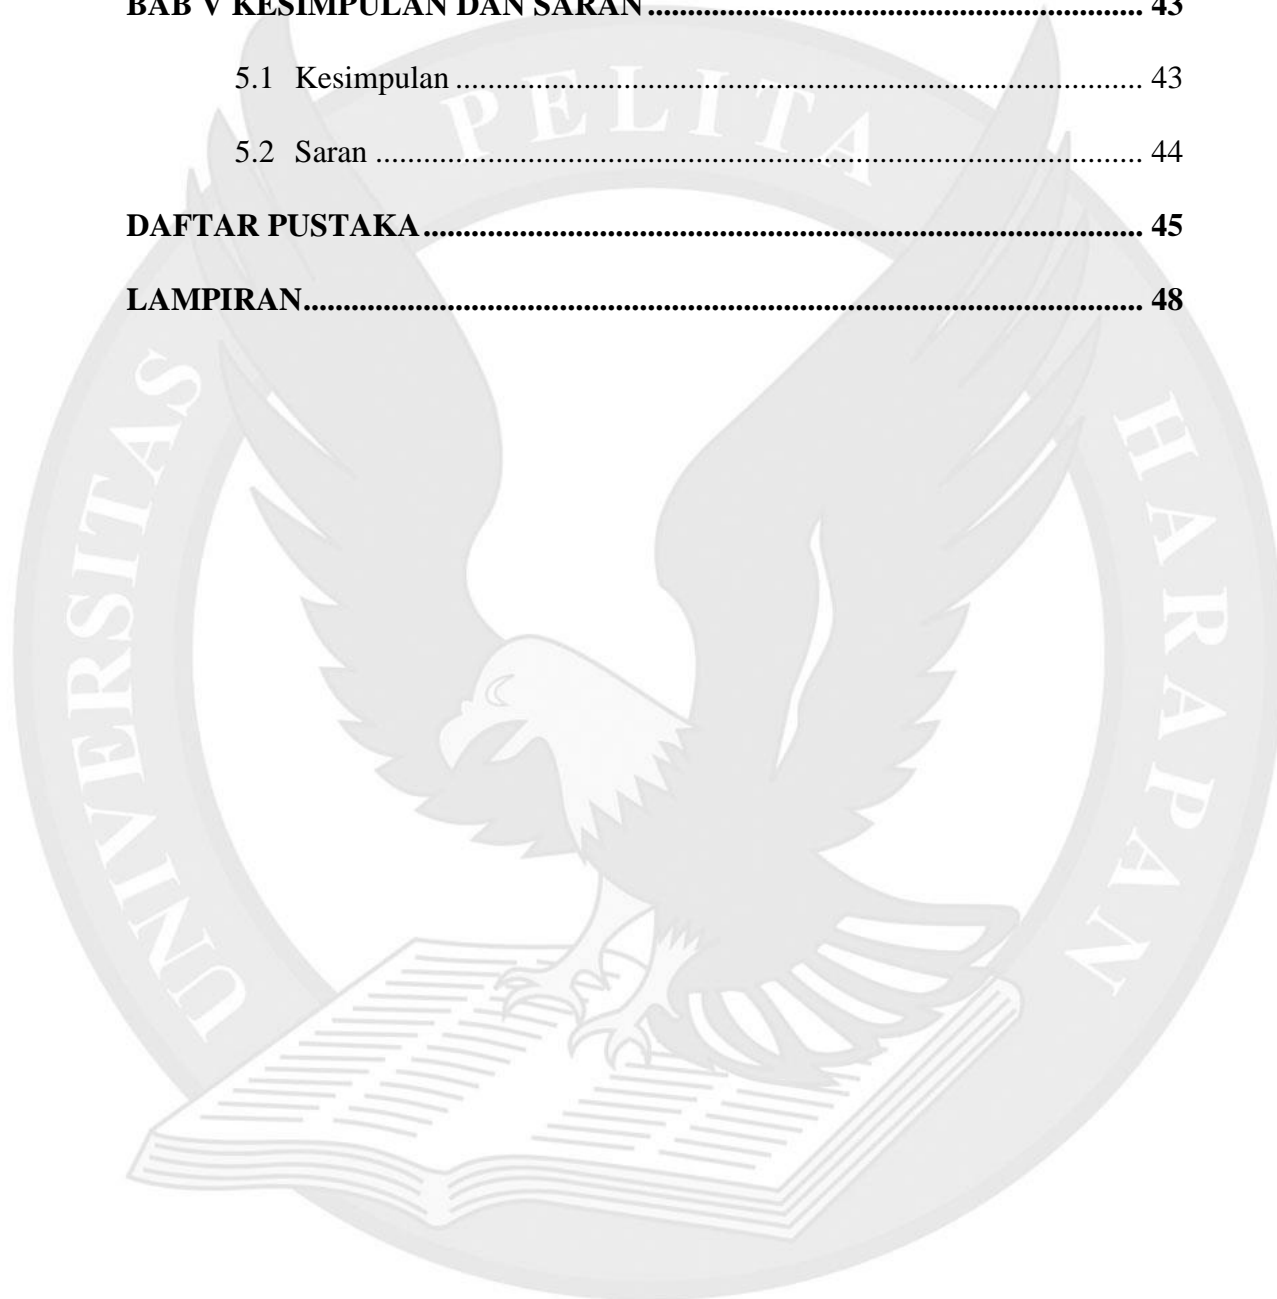 BAB V KESIMPULAN DAN SARAN ............................................................... 43
5.1 Kesimpulan ...................................................................................... 43
5.2 Saran ................................................................................................ 44
DAFTAR PUSTAKA ........................................................................................... 45
LAMPIRAN .......................................................................................................... 48
UNIVERSITAS PELITA HARAPAN